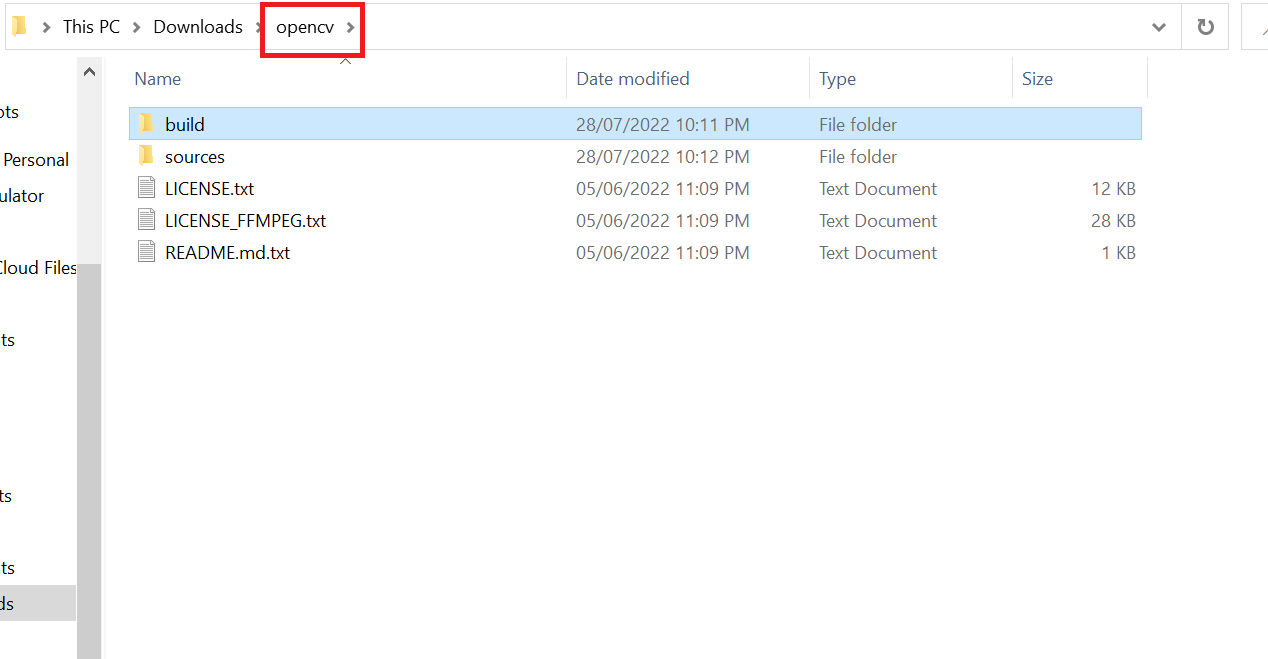 This PC Downloads opencv
Name Date modified Type Size
build 28/07/2022 10:11 PM File folder
sources 28/07/2022 10:12 PM File folder
LICENSE.txt 05/06/2022 11:09 PM Text Document 12 KB
LICENSE_FFMPEG.txt 05/06/2022 11:09 PM Text Document 28 KB
README.md.txt 05/06/2022 11:09 PM Text Document 1 KB
ots
Personal
ulator
Cloud Files
ts
ts
ts
ds